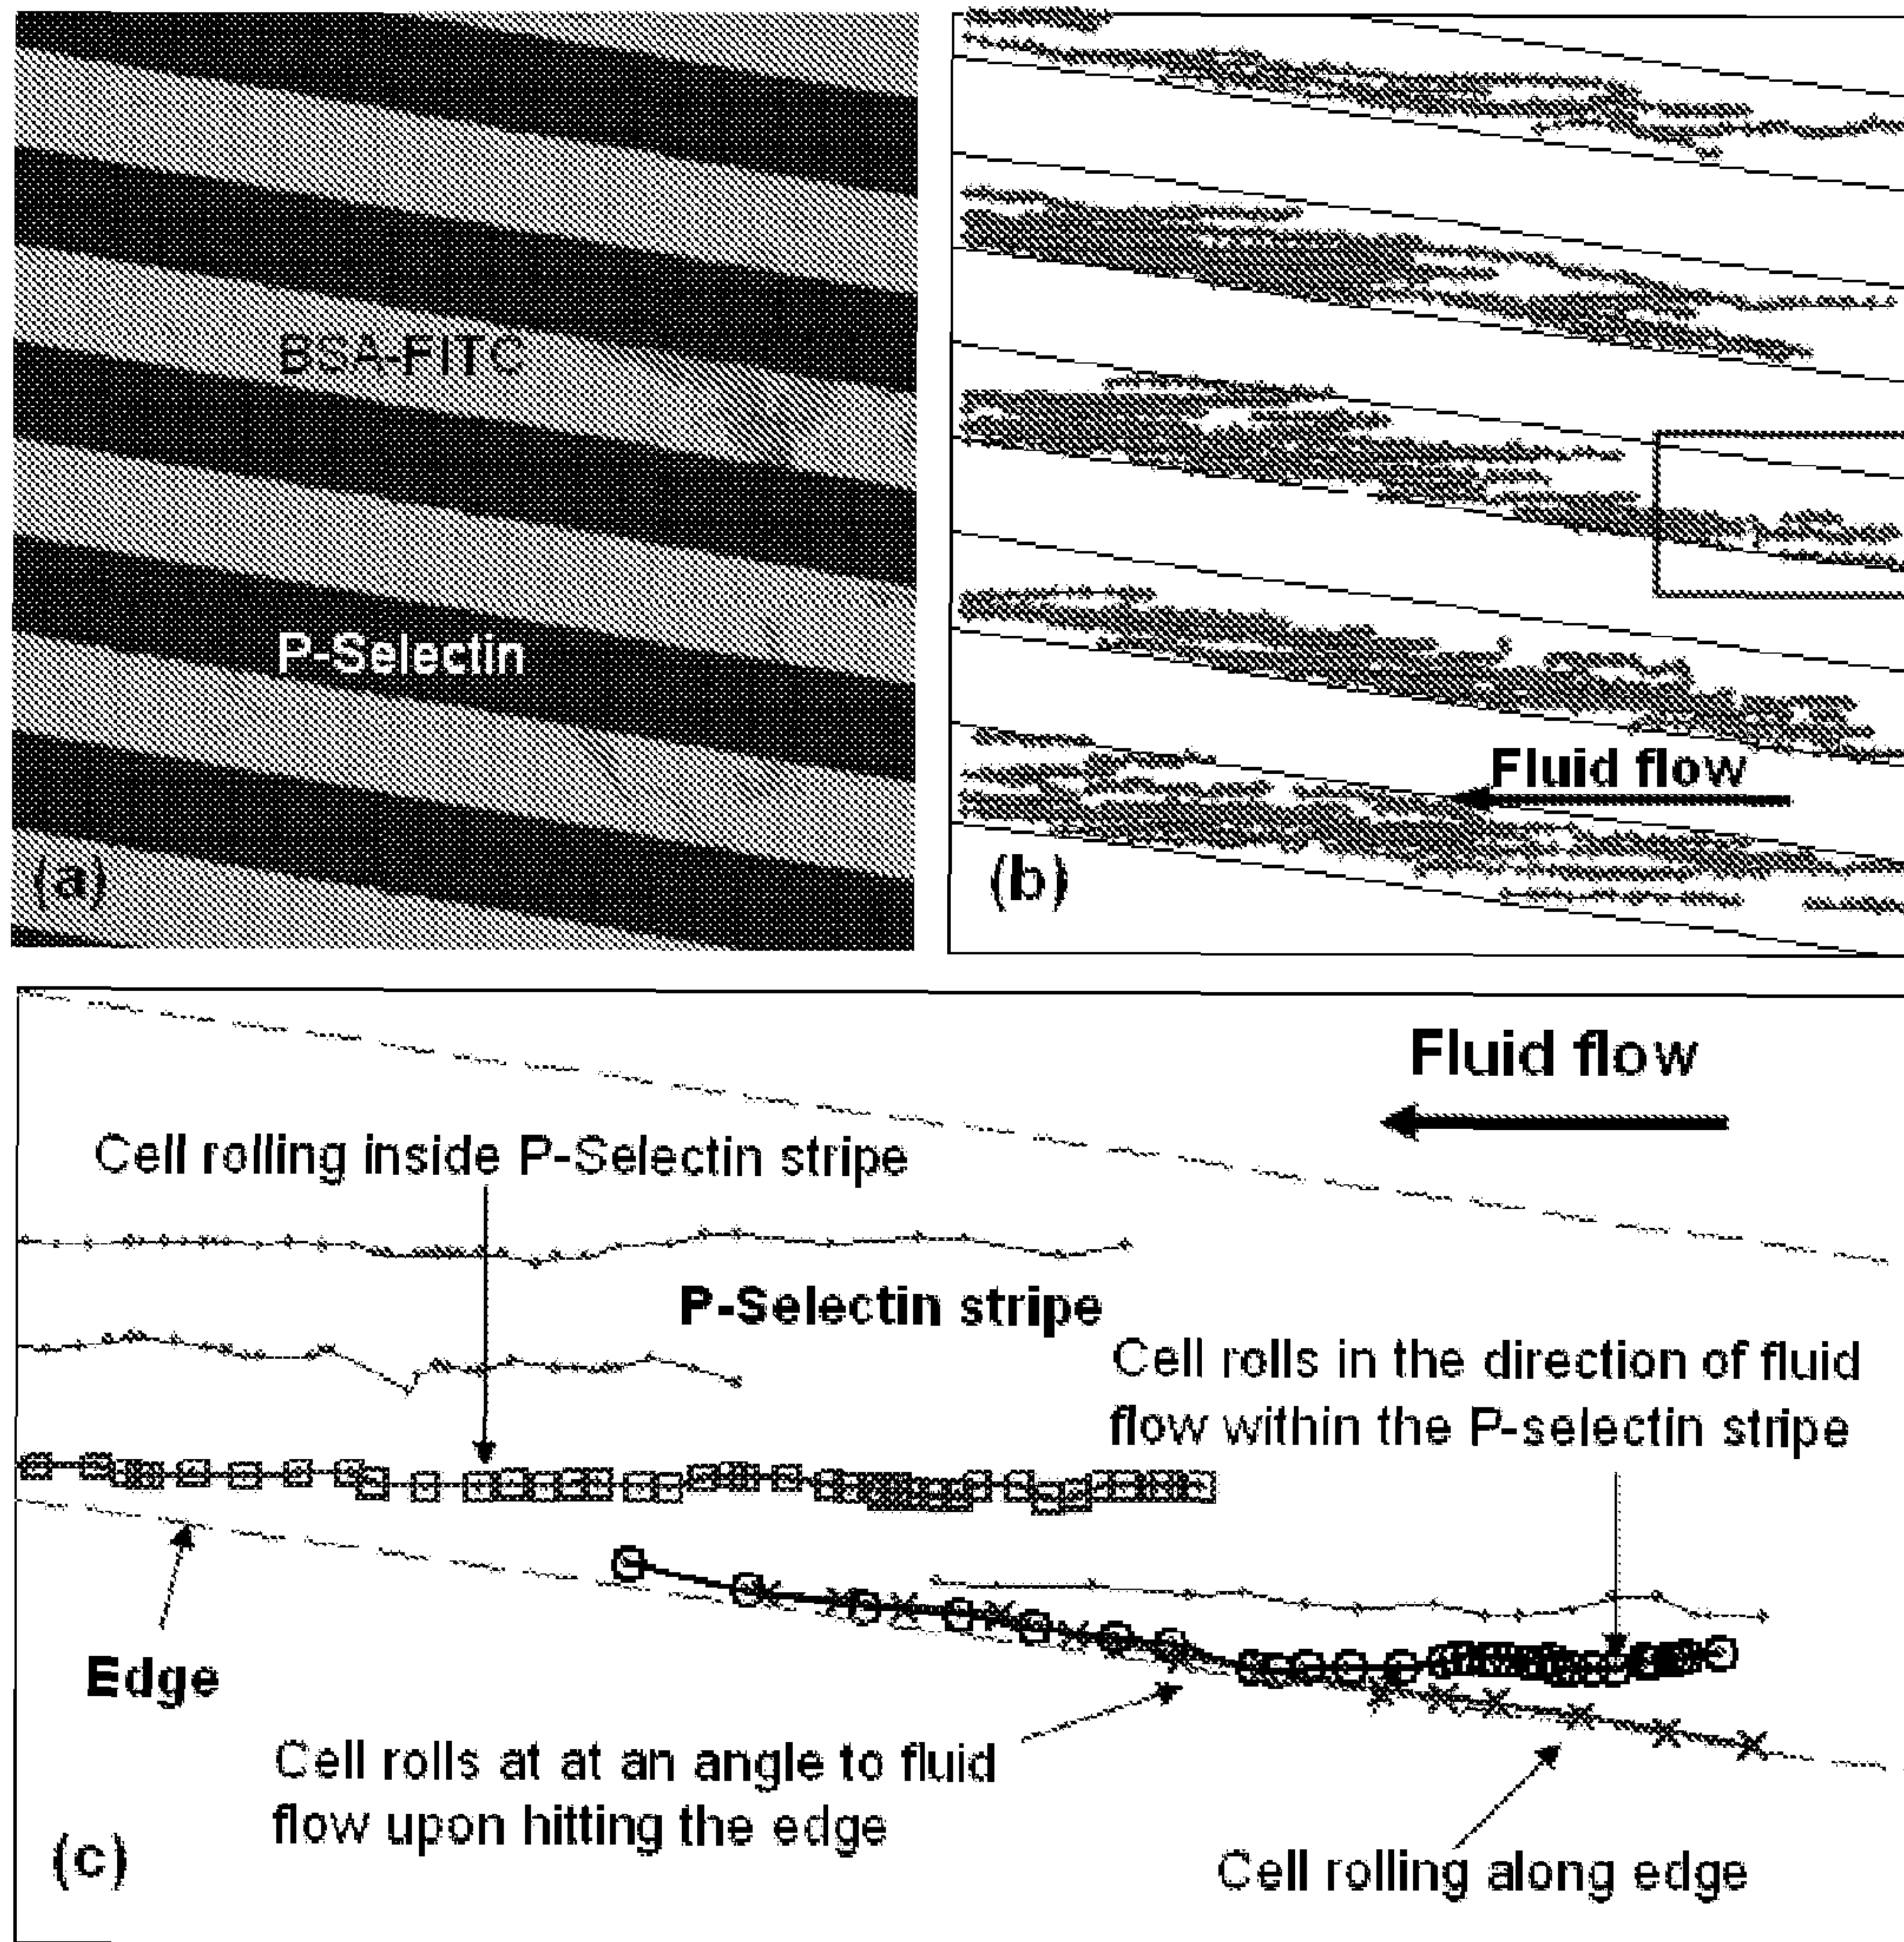 BSA-FITC
P-Selectin
(a)
Fluid flow
(b)
Fluid flow
Cell rolling inside P-Selectin stripe
P-Selectin stripe
Cell rolls in the direction of fluid
flow within the P-selectin stripe
Edge
Cell rolls at at an angle to fluid
flow upon hitting the edge
Cell rolling along edge
(c)